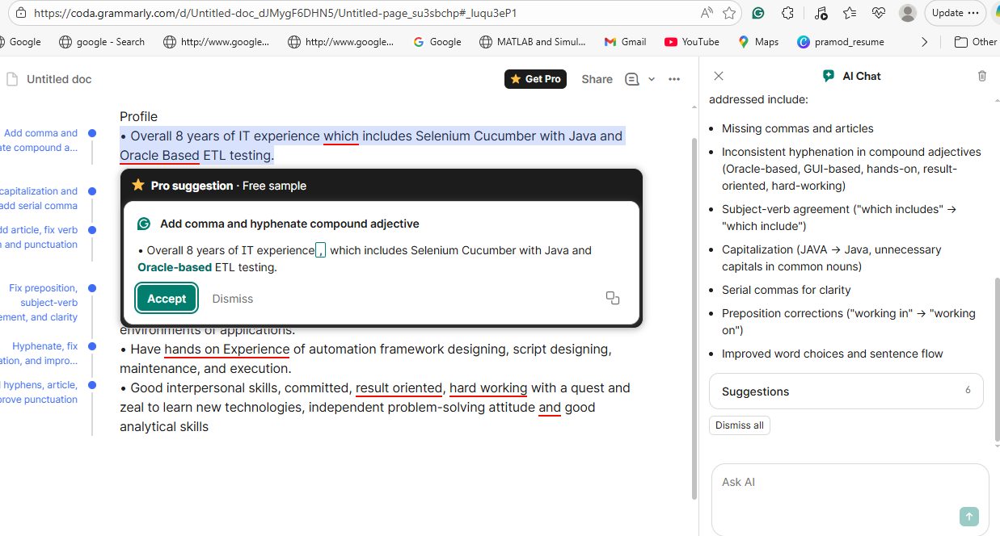 https://coda.grammarly.com/d/Untitled-doc_dJMygF6DHN5/Untitled-page_su3sbchp#_luqu3eP1
Update
Google
google - Search
http://www.google...
http://www.google...
Google
MATLAB and Simul...
Gmail
YouTube
Maps
pramod_resume
Other
Untitled doc
Get Pro
Share
Add comma and
ate compound a...
capitalization and
add serial comma
dd article, fix verb
n and punctuation
Fix preposition,
subject-verb
ement, and clarity
Hyphenate, fix
ation, and impro...
l hyphens, article,
prove punctuation
Profile
• Overall 8 years of IT experience which includes Selenium Cucumber with Java and
Oracle Based ETL testing.
Pro suggestion · Free sample
Add comma and hyphenate compound adjective
• Overall 8 years of IT experience, which includes Selenium Cucumber with Java and
Oracle-based ETL testing.
Accept
Dismiss
environments of applications.
• Have hands on Experience of automation framework designing, script designing,
maintenance, and execution.
• Good interpersonal skills, committed, result oriented, hard working with a quest and
zeal to learn new technologies, independent problem-solving attitude and good
analytical skills
AI Chat
addressed include:
• Missing commas and articles
• Inconsistent hyphenation in compound adjectives
(Oracle-based, GUI-based, hands-on, result-
oriented, hard-working)
• Subject-verb agreement ("which includes" →
"which include")
• Capitalization (JAVA → Java, unnecessary
capitals in common nouns)
• Serial commas for clarity
• Preposition corrections ("working in" → "working
on")
• Improved word choices and sentence flow
Suggestions 6
Dismiss all
Ask AI